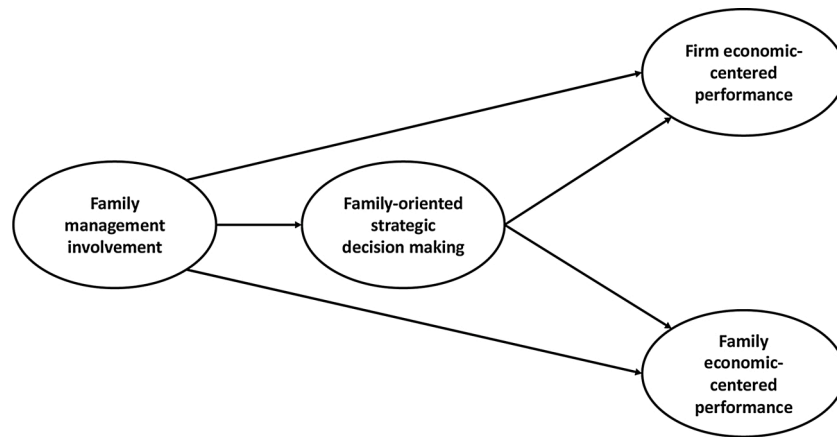 Firm economic-
centered
performance
Family
management
involvement
Family-oriented
strategic
decision making
Family
economic-
centered
performance